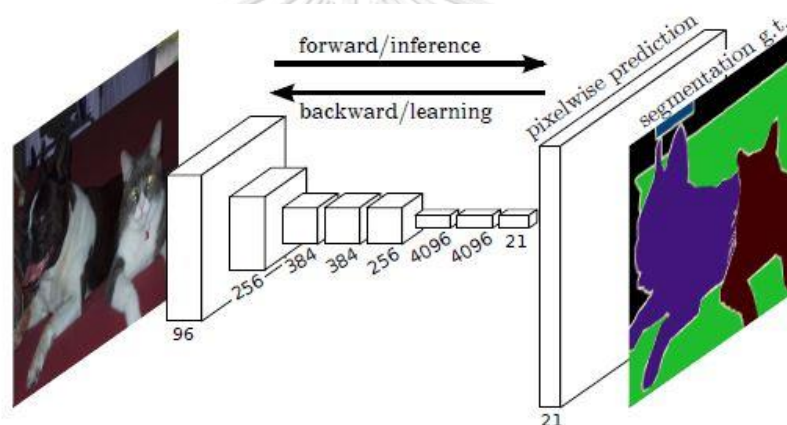 forward/inference
backward/learning
pixelwise prediction
segmentation g.t.
96
256
384
384
256
4096
4096
21
21